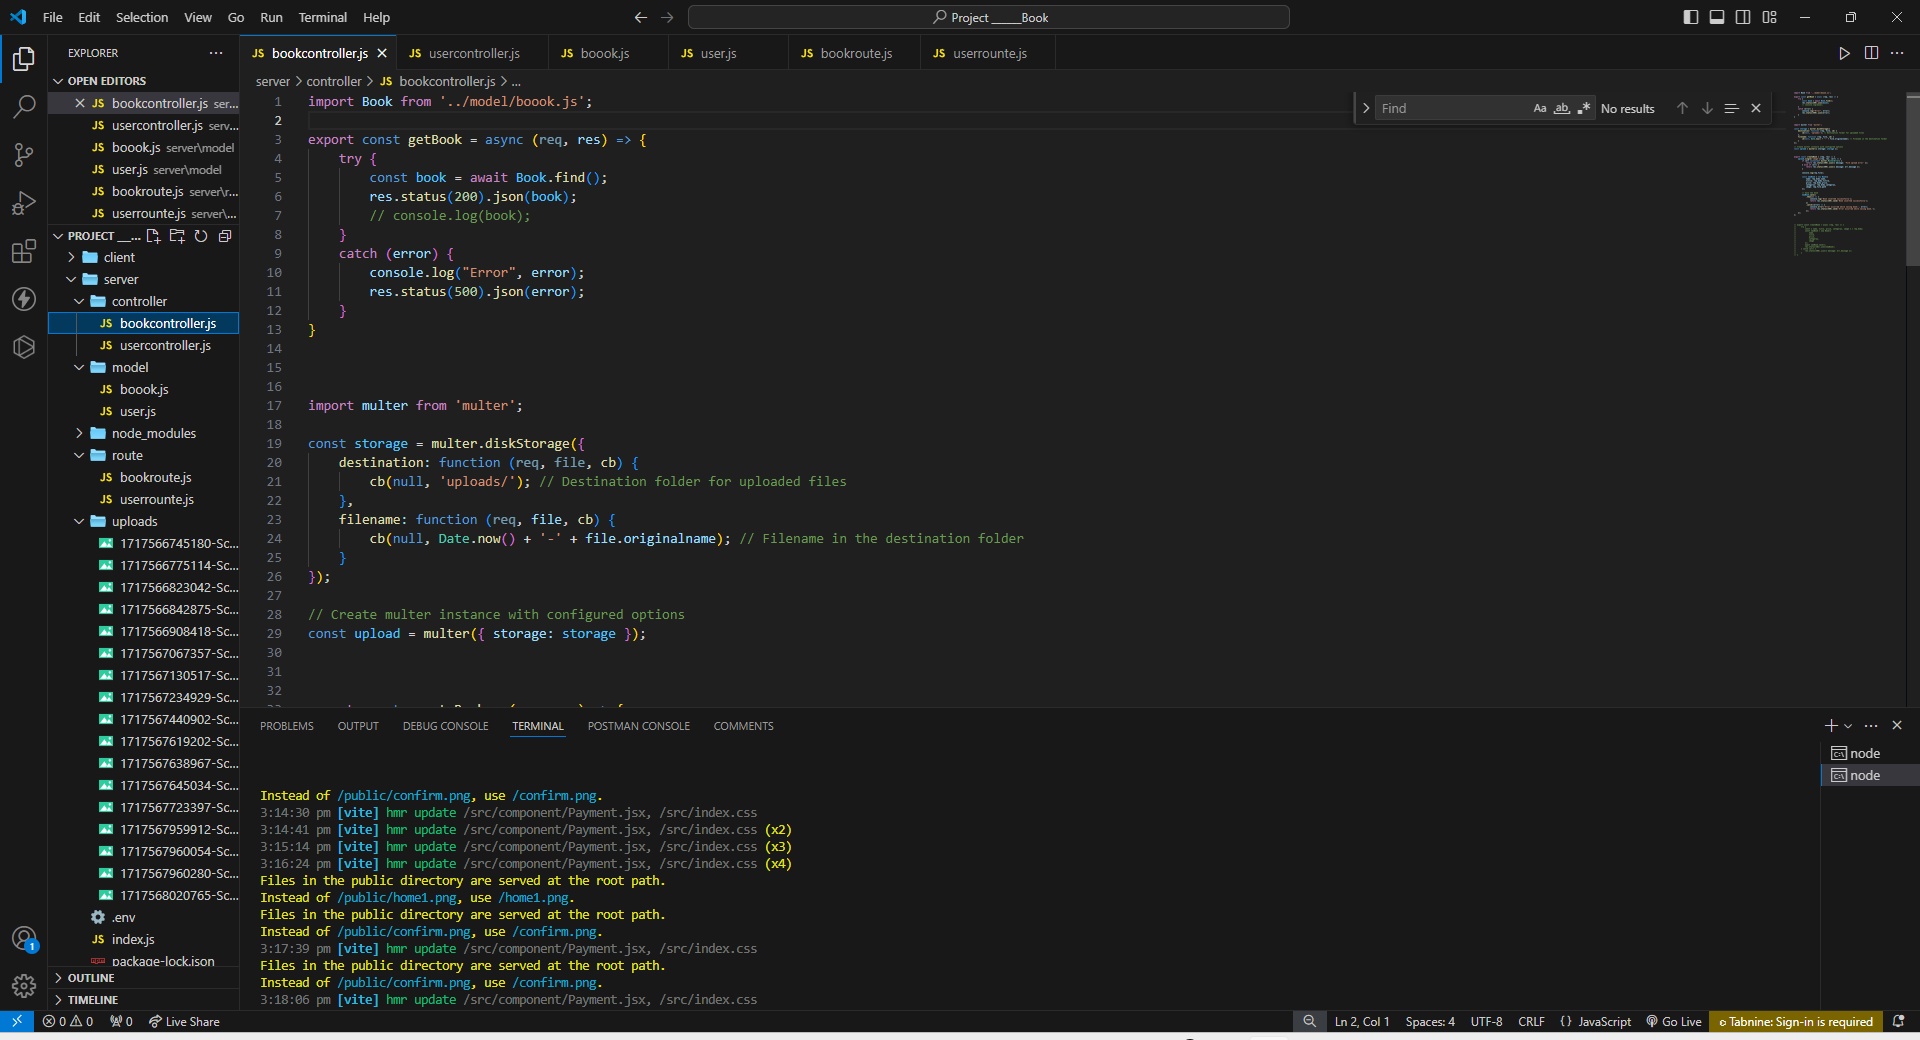 File Edit Selection View Go Run Terminal Help
Project _____Book
EXPLORER
OPEN EDITORS
bookcontroller.js ser...
usercontroller.js serv...
boook.js server\model
user.js server\model
bookroute.js server\r...
userrounte.js server\...
PROJECT __...
client
server
controller
bookcontroller.js
usercontroller.js
model
boook.js
user.js
node_modules
route
bookroute.js
userrounte.js
uploads
1717566745180-Sc...
1717566775114-Sc...
1717566823042-Sc...
1717566842875-Sc...
1717566908418-Sc...
1717567067357-Sc...
1717567130517-Sc...
1717567234929-Sc...
1717567440902-Sc...
1717567619202-Sc...
1717567638967-Sc...
1717567645034-Sc...
1717567723397-Sc...
1717567959912-Sc...
1717567960054-Sc...
1717567960280-Sc...
1717568020765-Sc...
.env
JS index.js
package-lock.json
OUTLINE
TIMELINE
JS bookcontroller.js JS usercontroller.js JS boook.js JS user.js JS bookroute.js JS userrounte.js
server > controller > JS bookcontroller.js > ...
Find Aa ab No results
1 import Book from '../model/boook.js';
2
3 export const getBook = async (req, res) => {
4 try {
5 const book = await Book.find();
6 res.status(200).json(book);
7 // console.log(book);
8 }
9 catch (error) {
10 console.log("Error", error);
11 res.status(500).json(error);
12 }
13 }
14
15
16
17 import multer from 'multer';
18
19 const storage = multer.diskStorage({
20 destination: function (req, file, cb) {
21 cb(null, 'uploads/'); // Destination folder for uploaded files
22 },
23 filename: function (req, file, cb) {
24 cb(null, Date.now() + '-' + file.originalname); // Filename in the destination folder
25 }
26 });
27
28 // Create multer instance with configured options
29 const upload = multer({ storage: storage });
30
31
32
PROBLEMS OUTPUT DEBUG CONSOLE TERMINAL POSTMAN CONSOLE COMMENTS
node
node
Instead of /public/confirm.png, use /confirm.png.
3:14:30 pm [vite] hmr update /src/component/Payment.jsx, /src/index.css
3:14:41 pm [vite] hmr update /src/component/Payment.jsx, /src/index.css (x2)
3:15:14 pm [vite] hmr update /src/component/Payment.jsx, /src/index.css (x3)
3:16:24 pm [vite] hmr update /src/component/Payment.jsx, /src/index.css (x4)
Files in the public directory are served at the root path.
Instead of /public/home1.png, use /home1.png.
Files in the public directory are served at the root path.
Instead of /public/confirm.png, use /confirm.png.
3:17:39 pm [vite] hmr update /src/component/Payment.jsx, /src/index.css
Files in the public directory are served at the root path.
Instead of /public/confirm.png, use /confirm.png.
3:18:06 pm [vite] hmr update /src/component/Payment.jsx, /src/index.css
0 0 0 Live Share Ln 2, Col 1 Spaces: 4 UTF-8 CRLF {} JavaScript Go Live Tabnine: Sign-in is required
1